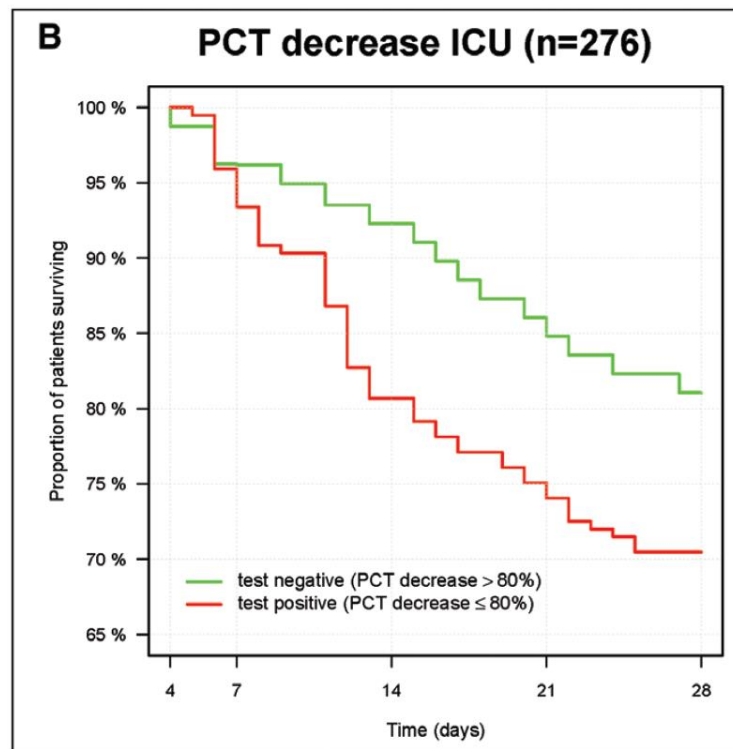 B
PCT decrease ICU (n=276)
100 %
95 %
90 %
85 %
80 %
75 %
70 %
65 %
Proportion of patients surviving
test negative (PCT decrease > 80%)
test positive (PCT decrease ≤ 80%)
4 7 14 21 28
Time (days)